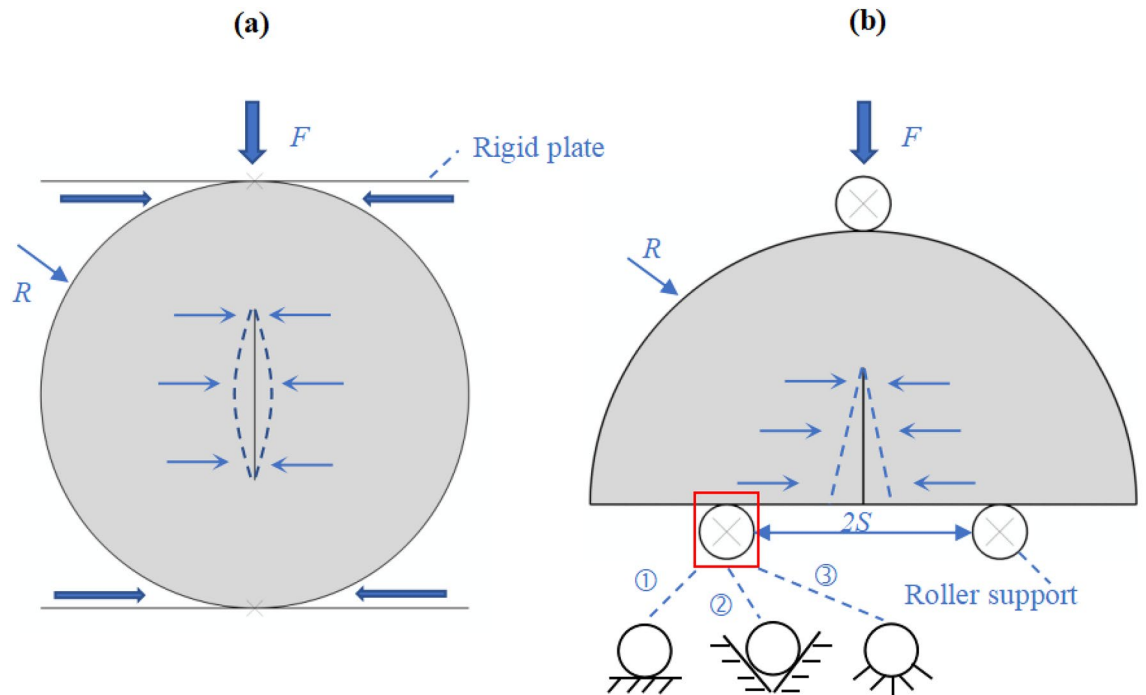 (a)
(b)
F
F
Rigid plate
R
R
2S
①
②
③
Roller support